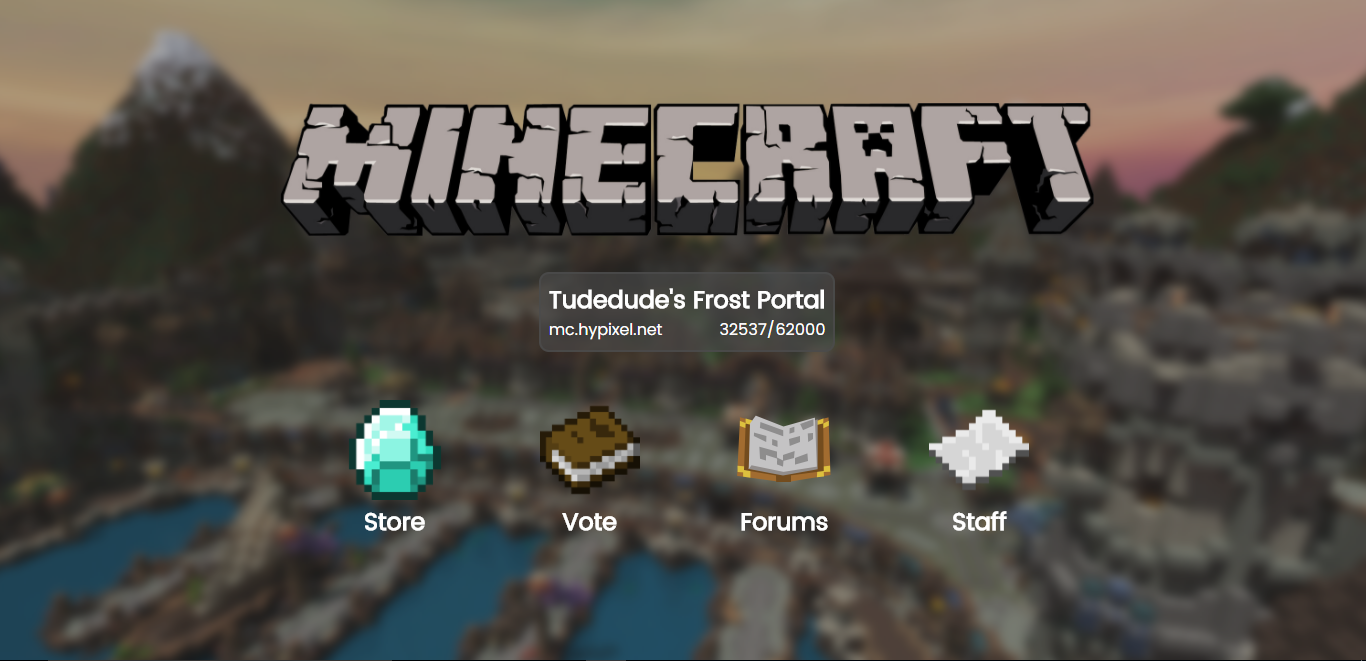 MINECRAFT
Tudedude's Frost Portal
mc.hypixel.net 32537/62000
Store Vote Forums Staff